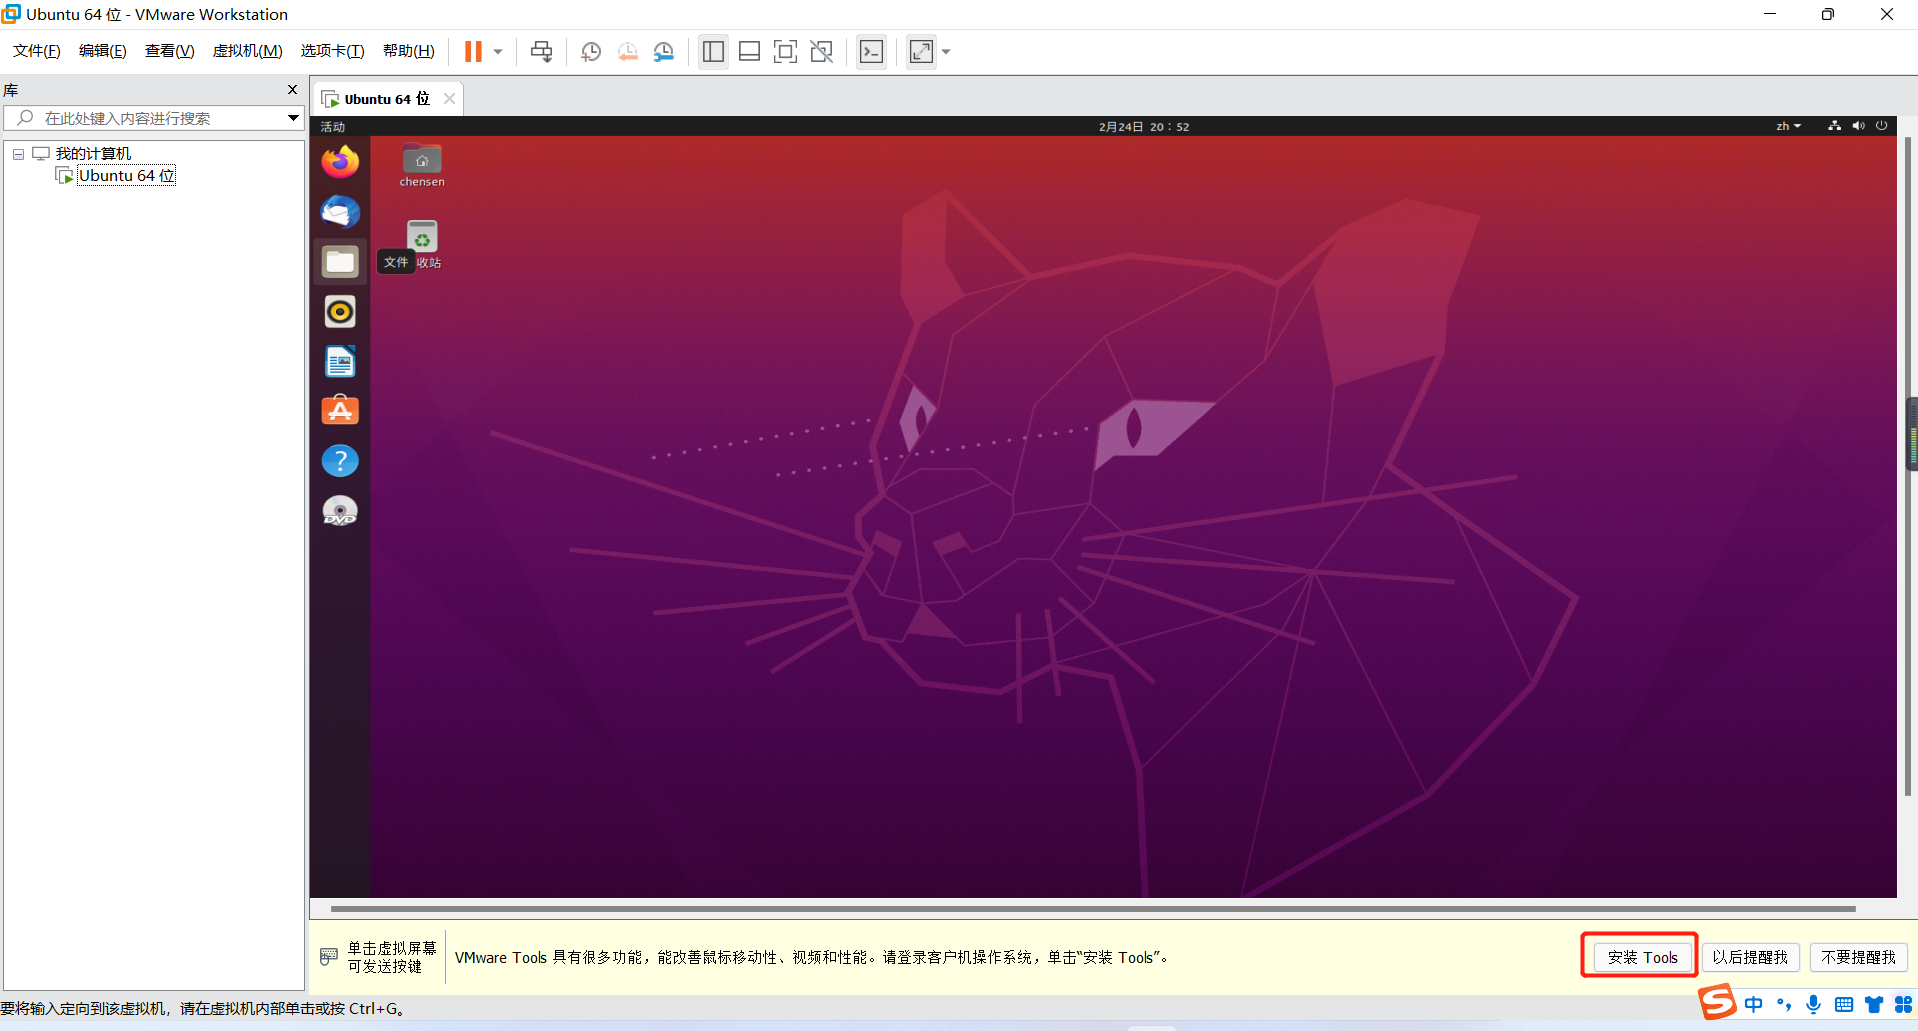 Ubuntu 64 位 - VMware Workstation
文件(F) 编辑(E) 查看(V) 虚拟机(M) 选项卡(T) 帮助(H)
库
在此处键入内容进行搜索
我的计算机
Ubuntu 64 位
Ubuntu 64 位
活动 2月24日 20：52 zh
chensen
文件 收站
DVD
单击虚拟屏幕
可发送按键
VMware Tools 具有很多功能，能改善鼠标移动性、视频和性能。请登录客户机操作系统，单击“安装 Tools”。
安装 Tools 以后提醒我 不要提醒我
要将输入定向到该虚拟机，请在虚拟机内部单击或按 Ctrl+G。
中